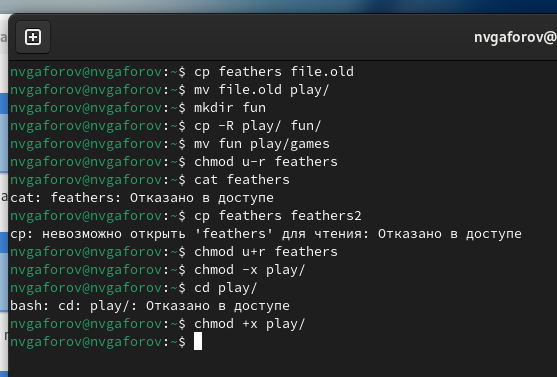 nvgaforov@
nvgaforov@nvgaforov:~$ cp feathers file.old
nvgaforov@nvgaforov:~$ mv file.old play/
nvgaforov@nvgaforov:~$ mkdir fun
nvgaforov@nvgaforov:~$ cp -R play/ fun/
nvgaforov@nvgaforov:~$ mv fun play/games
nvgaforov@nvgaforov:~$ chmod u-r feathers
nvgaforov@nvgaforov:~$ cat feathers
cat: feathers: Отказано в доступе
nvgaforov@nvgaforov:~$ cp feathers feathers2
cp: невозможно открыть 'feathers' для чтения: Отказано в доступе
nvgaforov@nvgaforov:~$ chmod u+r feathers
nvgaforov@nvgaforov:~$ chmod -x play/
nvgaforov@nvgaforov:~$ cd play/
bash: cd: play/: Отказано в доступе
nvgaforov@nvgaforov:~$ chmod +x play/
nvgaforov@nvgaforov:~$